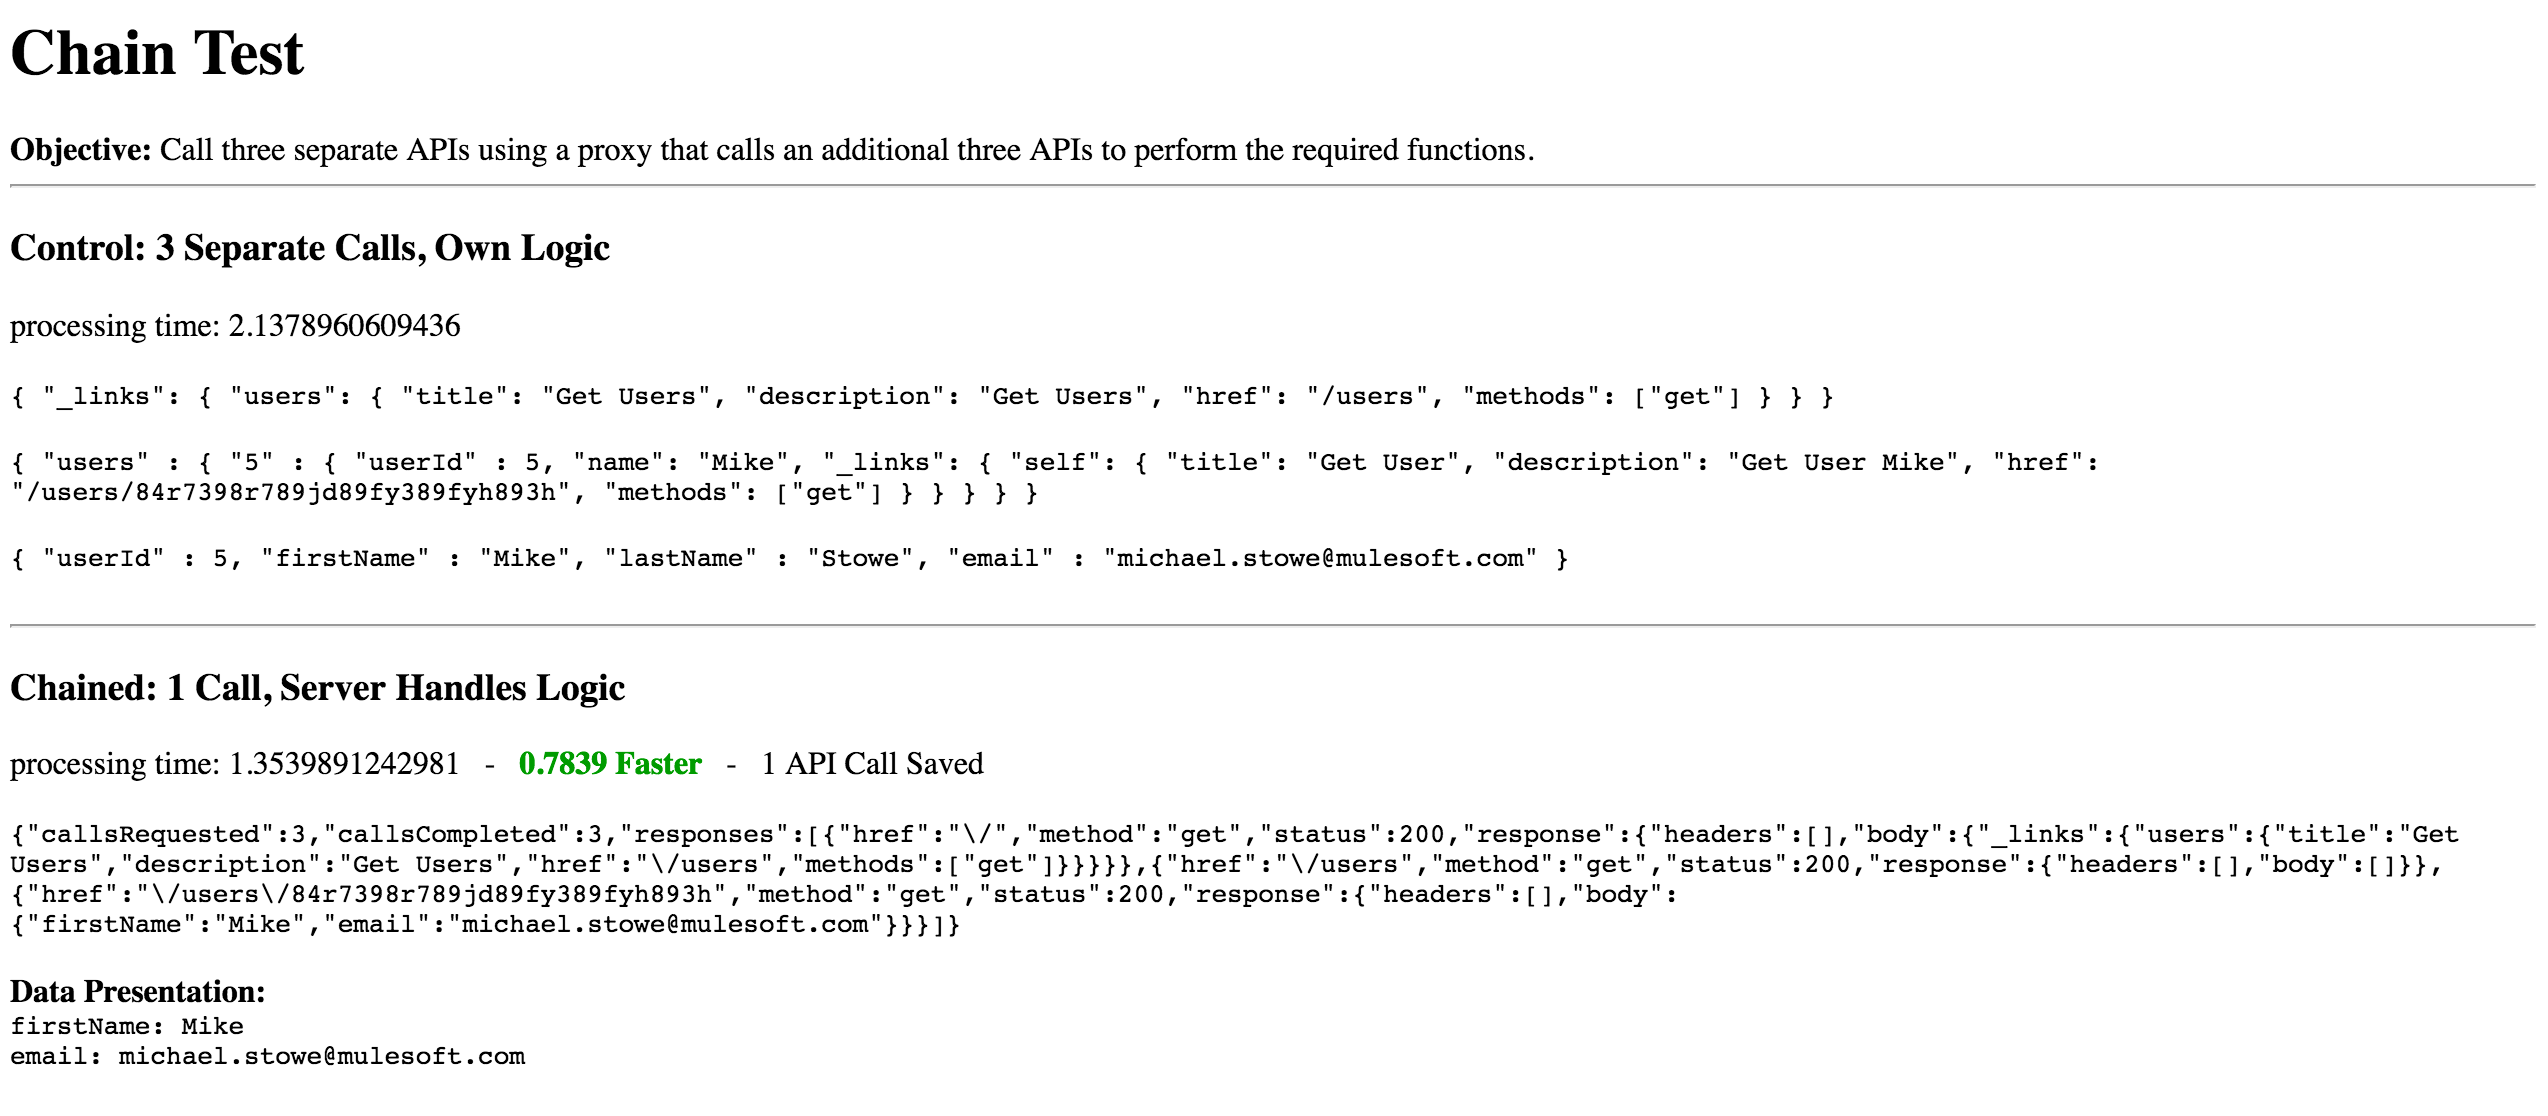 Chain Test
Objective: Call three separate APIs using a proxy that calls an additional three APIs to perform the required functions.
Control: 3 Separate Calls, Own Logic
processing time: 2.1378960609436
{ "_links": { "users": { "title": "Get Users", "description": "Get Users", "href": "/users", "methods": ["get"] } } }
{ "users" : { "5" : { "userId" : 5, "name": "Mike", "_links": { "self": { "title": "Get User", "description": "Get User Mike", "href":
"/users/84r7398r789jd89fy389fyh893h", "methods": ["get"] } } } } }
{ "userId" : 5, "firstName" : "Mike", "lastName" : "Stowe", "email" : "michael.stowe@mulesoft.com" }
Chained: 1 Call, Server Handles Logic
processing time: 1.3539891242981 - 0.7839 Faster - 1 API Call Saved
{"callsRequested":3,"callsCompleted":3,"responses":[{"href":"\/","method":"get","status":200,"response":{"headers":[],"body":{"_links":{"users":{"title":"Get
Users","description":"Get Users","href":"\/users","methods":["get"]}}}}},{"href":"\/users","method":"get","status":200,"response":{"headers":[],"body":[]}},
{"href":"\/users\/84r7398r789jd89fy389fyh893h","method":"get","status":200,"response":{"headers":[],"body":
{"firstName":"Mike","email":"michael.stowe@mulesoft.com"}}}]}
Data Presentation:
firstName: Mike
email: michael.stowe@mulesoft.com